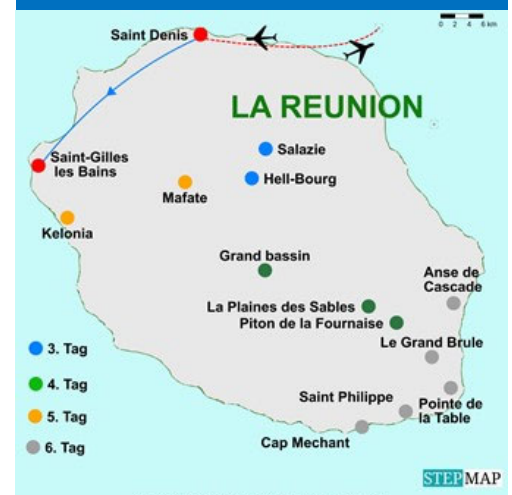 0 2 4 6 km
Saint Denis
LA REUNION
Salazie
Saint-Gilles
les Bains
Hell-Bourg
Mafate
Kelonia
Grand bassin
Anse de
Cascade
La Plaines des Sables
Piton de la Fournaise
Le Grand Brule
3. Tag
4. Tag
Saint Philippe
Pointe de
la Table
5. Tag
Cap Mechant
6. Tag
STEPMAP